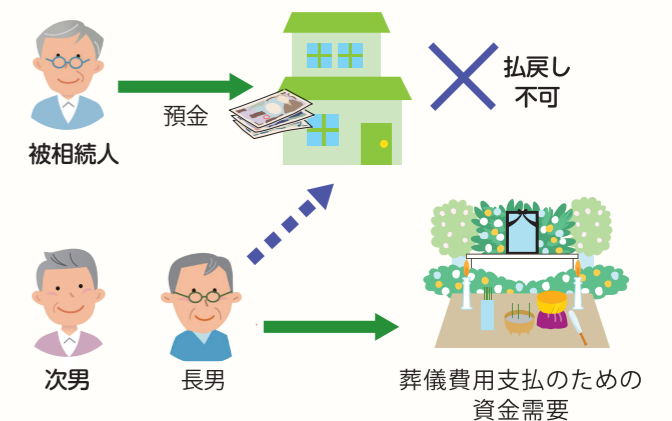 払戻し
不可
預金
被相続人
次男
長男
葬儀費用支払のための
資金需要